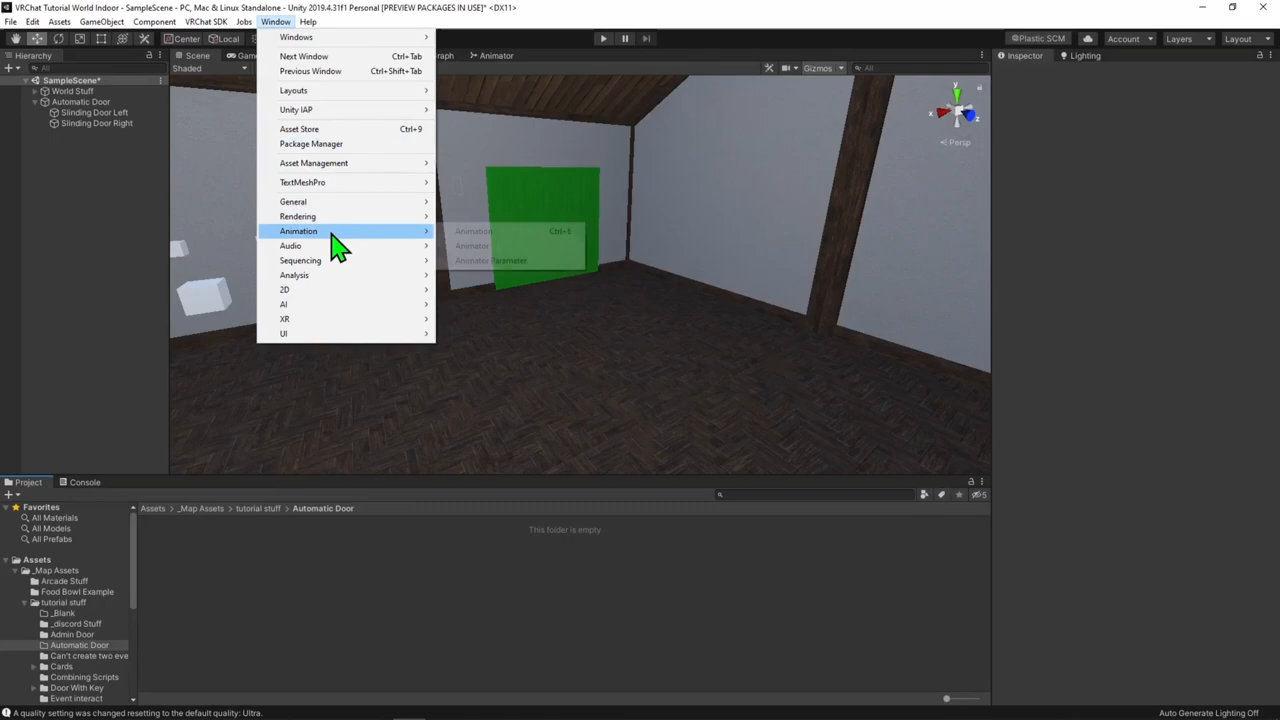 VRChat Tutorial World Indoor - SampleScene - PC, Mac & Linux Standalone - Unity 2019.4.31f1 Personal [PREVIEW PACKAGES IN USE]* <DX11>
File Edit Assets GameObject Component VRChat SDK Jobs Window Help
Center Local Plastic SCM Account Layers Layout
Hierarchy Scene Animator Inspector Lighting
All Shaded Gizmos All
SampleScene*
World Stuff
Automatic Door
Slinding Door Left
Slinding Door Right
Windows
Next Window Ctrl+Tab
Previous Window Ctrl+Shift+Tab
Layouts
Unity IAP
Asset Store Ctrl+9
Package Manager
Asset Management
TextMeshPro
General
Rendering
Animation
Audio
Sequencing
Analysis
2D
AI
XR
UI
Animation
Animator
Animator Parameter
y
x
z
Persp
Project Console
5
Favorites
All Materials
All Models
All Prefabs
Assets
_Map Assets
Arcade Stuff
Food Bowl Example
tutorial stuff
_Blank
_discord Stuff
Admin Door
Automatic Door
Can't create two eve
Cards
Combining Scripts
Door With Key
Event interact
Assets _Map Assets tutorial stuff Automatic Door
This folder is empty
A quality setting was changed resetting to the default quality: Ultra.
Auto Generate Lighting Off